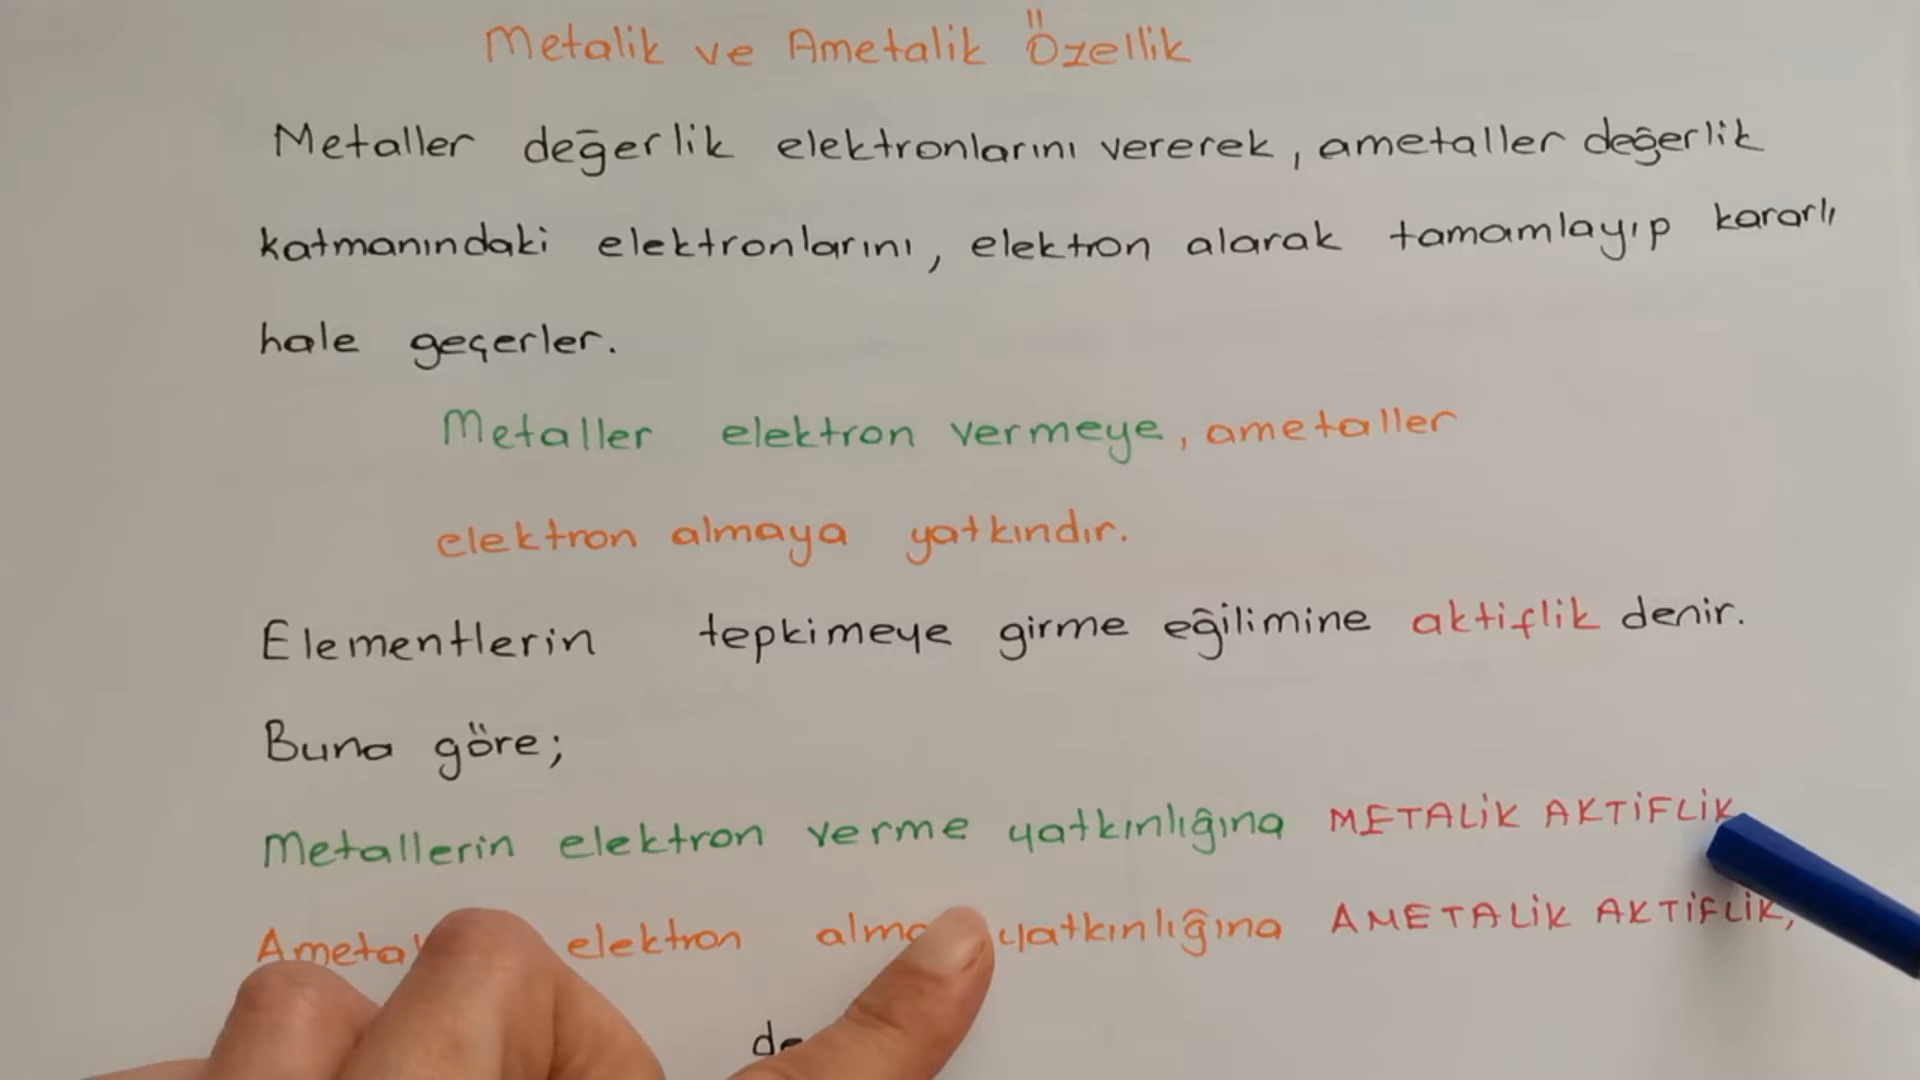 Metalik ve Ametalik Özellik
Metaller değerlik elektronlarını vererek, ametaller değerlik
katmanındaki elektronlarını, elektron alarak tamamlayıp kararlı
hale geçerler.
Metaller elektron vermeye, ametaller
elektron almaya yatkındır.
Elementlerin tepkimeye girme eğilimine aktiflik denir.
Buna göre;
Metallerin elektron verme yatkınlığına METALİK AKTİFLİK
elektron yatkınlığına AMETALİK AKTİFLİK,